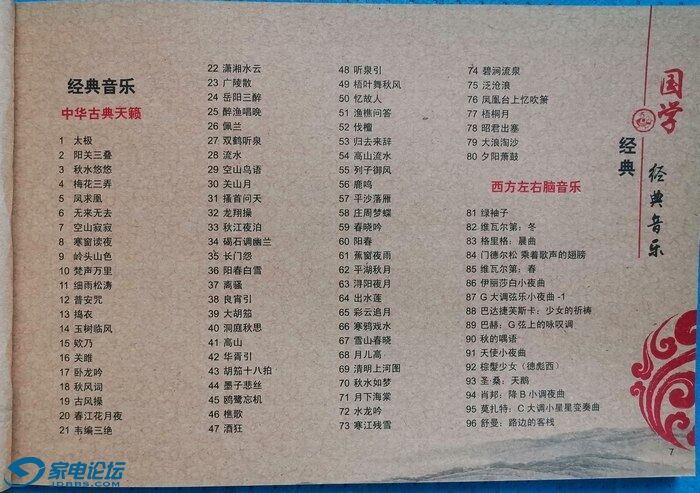 经典音乐
中华古典天籁
1 太极
2 阳关三叠
3 秋水悠悠
4 梅花三弄
5 凤求凰
6 无来无去
7 空山寂寂
8 寒窗读夜
9 岭头山色
10 梵声万里
11 细雨松涛
12 普安咒
13 捣衣
14 玉树临风
15 欸乃
16 关雎
17 卧龙吟
18 秋风词
19 古风操
20 春江花月夜
21 韦编三绝
22 潇湘水云
23 广陵散
24 岳阳三醉
25 醉渔唱晚
26 佩兰
27 双鹤听泉
28 流水
29 空山鸟语
30 关山月
31 搔首问天
32 龙翔操
33 秋江夜泊
34 碣石调幽兰
35 长门怨
36 阳春白雪
37 离骚
38 良宵引
39 大胡笳
40 洞庭秋思
41 高山
42 华胥引
43 胡笳十八拍
44 墨子悲丝
45 鸥鹭忘机
46 樵歌
47 酒狂
48 听泉引
49 梧叶舞秋风
50 忆故人
51 渔樵问答
52 伐檀
53 归去来辞
54 高山流水
55 列子御风
56 鹿鸣
57 平沙落雁
58 庄周梦蝶
59 春晓吟
60 阳春
61 蕉窗夜雨
62 平湖秋月
63 浔阳夜月
64 出水莲
65 彩云追月
66 寒鸦戏水
67 雪山春晓
68 月儿高
69 清明上河图
70 秋水如梦
71 月下海棠
72 水龙吟
73 寒江残雪
74 碧涧流泉
75 泛沧浪
76 凤凰台上忆吹箫
77 梧桐月
78 昭君出塞
79 大浪淘沙
80 夕阳萧鼓
西方左右脑音乐
81 绿袖子
82 维瓦尔第：冬
83 格里格：晨曲
84 门德尔松 乘着歌声的翅膀
85 维瓦尔第：春
86 伊丽莎白小夜曲
87 G大调弦乐小夜曲-1
88 巴达捷芙斯卡：少女的祈祷
89 巴赫：G弦上的咏叹调
90 秋的喁语
91 天使小夜曲
92 棕髮少女（德彪西）
93 圣·桑：天鹅
94 肖邦：降B小调夜曲
95 莫扎特：C大调小星星变奏曲
96 舒曼：路边的客栈
国学
经典
经典音乐
7
家电论坛
JDBBS.COM